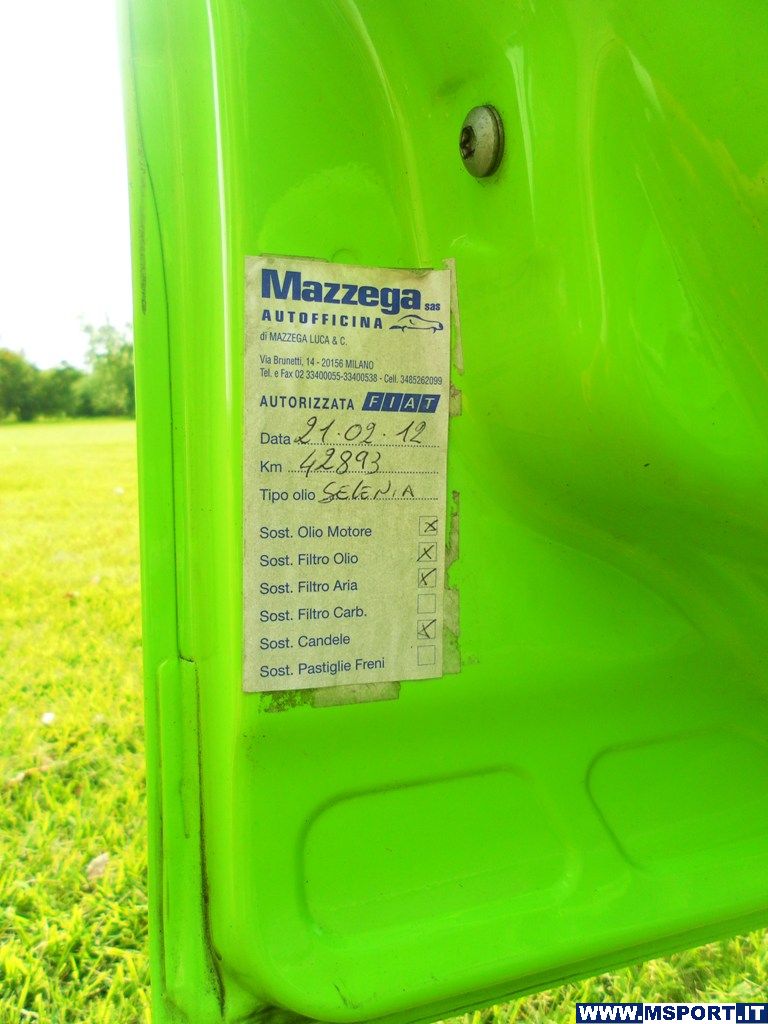 Mazzega sas
AUTOFFICINA
di MAZZEGA LUCA & C.
Via Brunetti, 14 - 20156 MILANO
Tel. e Fax 02 33400055-33400538 - Cell. 3485262099
AUTORIZZATA FIAT
Data 21.02.12
Km 42893
Tipo olio SELENIA
Sost. Olio Motore x
Sost. Filtro Olio x
Sost. Filtro Aria x
Sost. Filtro Carb.
Sost. Candele x
Sost. Pastiglie Freni
WWW.MSPORT.IT